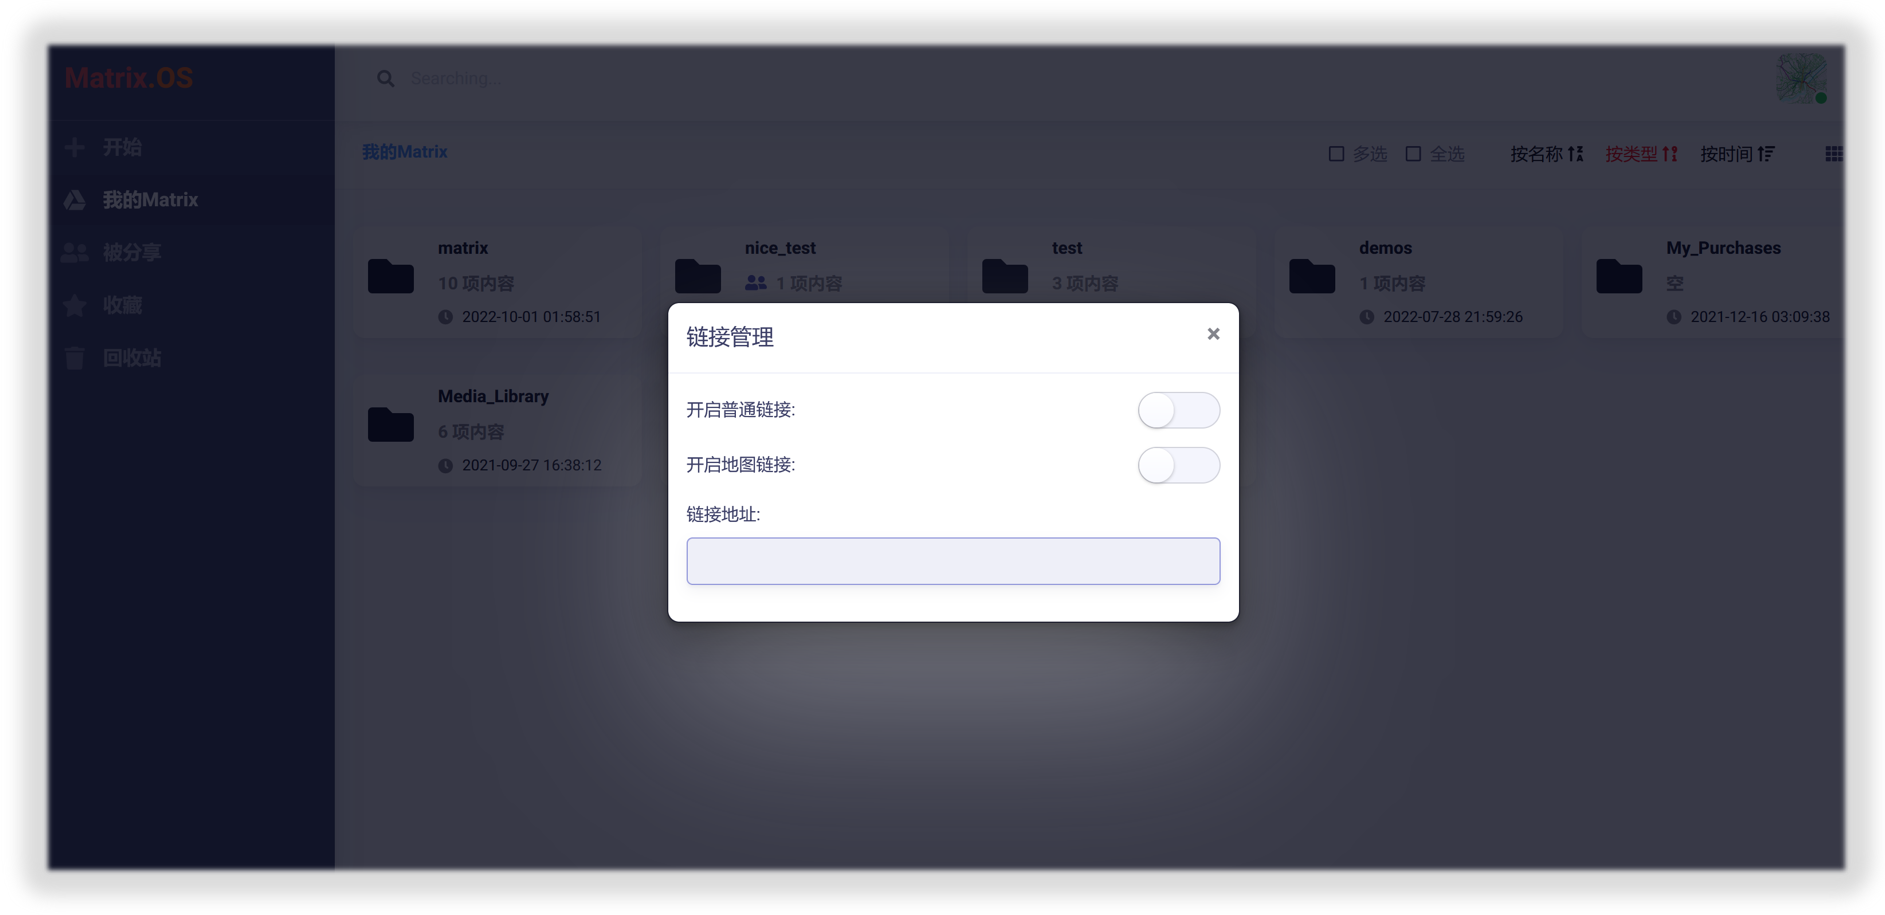 Matrix.OS
Searching...
开始
我的Matrix
被分享
收藏
回收站
我的Matrix
多选
全选
按名称
按类型
按时间
matrix
10 项内容
2022-10-01 01:58:51
nice_test
1 项内容
test
3 项内容
demos
1 项内容
2022-07-28 21:59:26
My_Purchases
空
2021-12-16 03:09:38
Media_Library
6 项内容
2021-09-27 16:38:12
链接管理
×
开启普通链接:
开启地图链接:
链接地址: